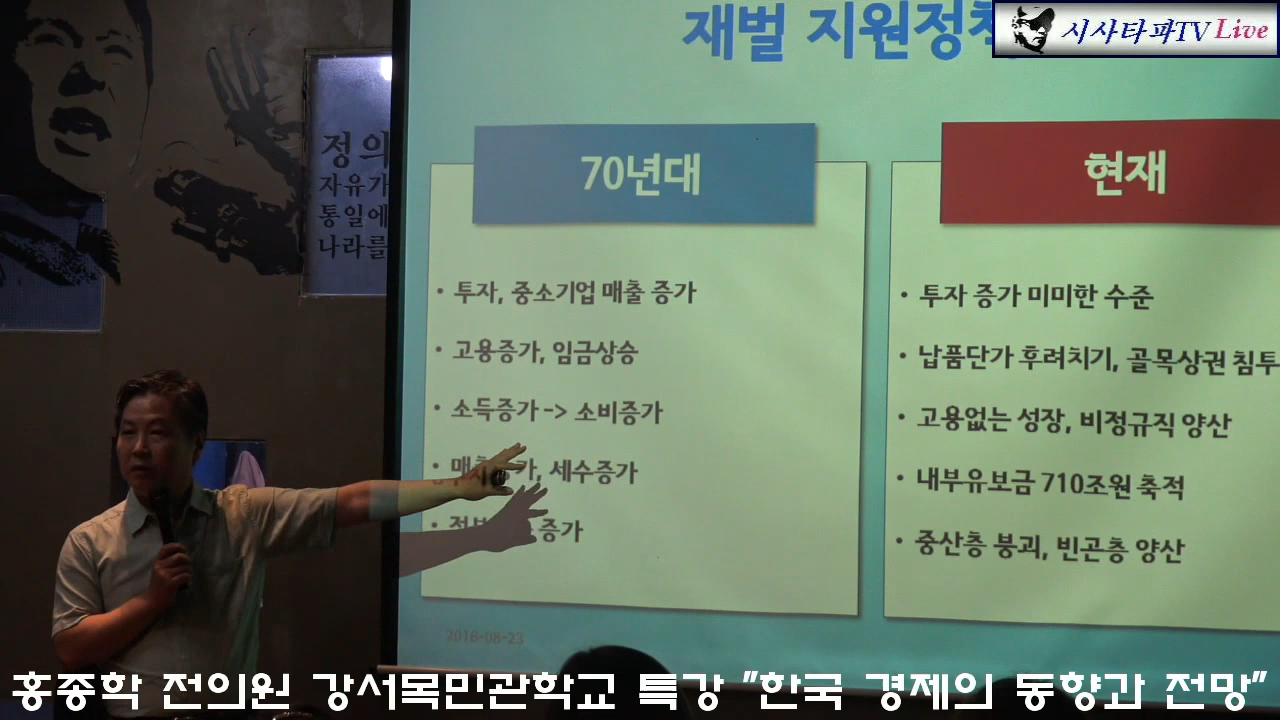 재벌 지원정책
시사타파TV Live
정의
자유가
통일에
나라를
70년대
• 투자, 중소기업 매출 증가
• 고용증가, 임금상승
• 소득증가 -> 소비증가
• 매출증가, 세수증가
• 증가
현재
• 투자 증가 미미한 수준
• 납품단가 후려치기, 골목상권 침투
• 고용없는 성장, 비정규직 양산
• 내부유보금 710조원 축적
• 중산층 붕괴, 빈곤층 양산
2016-08-23
홍종학 전의원 강서목민관학교 특강 "한국 경제의 동향과 전망"